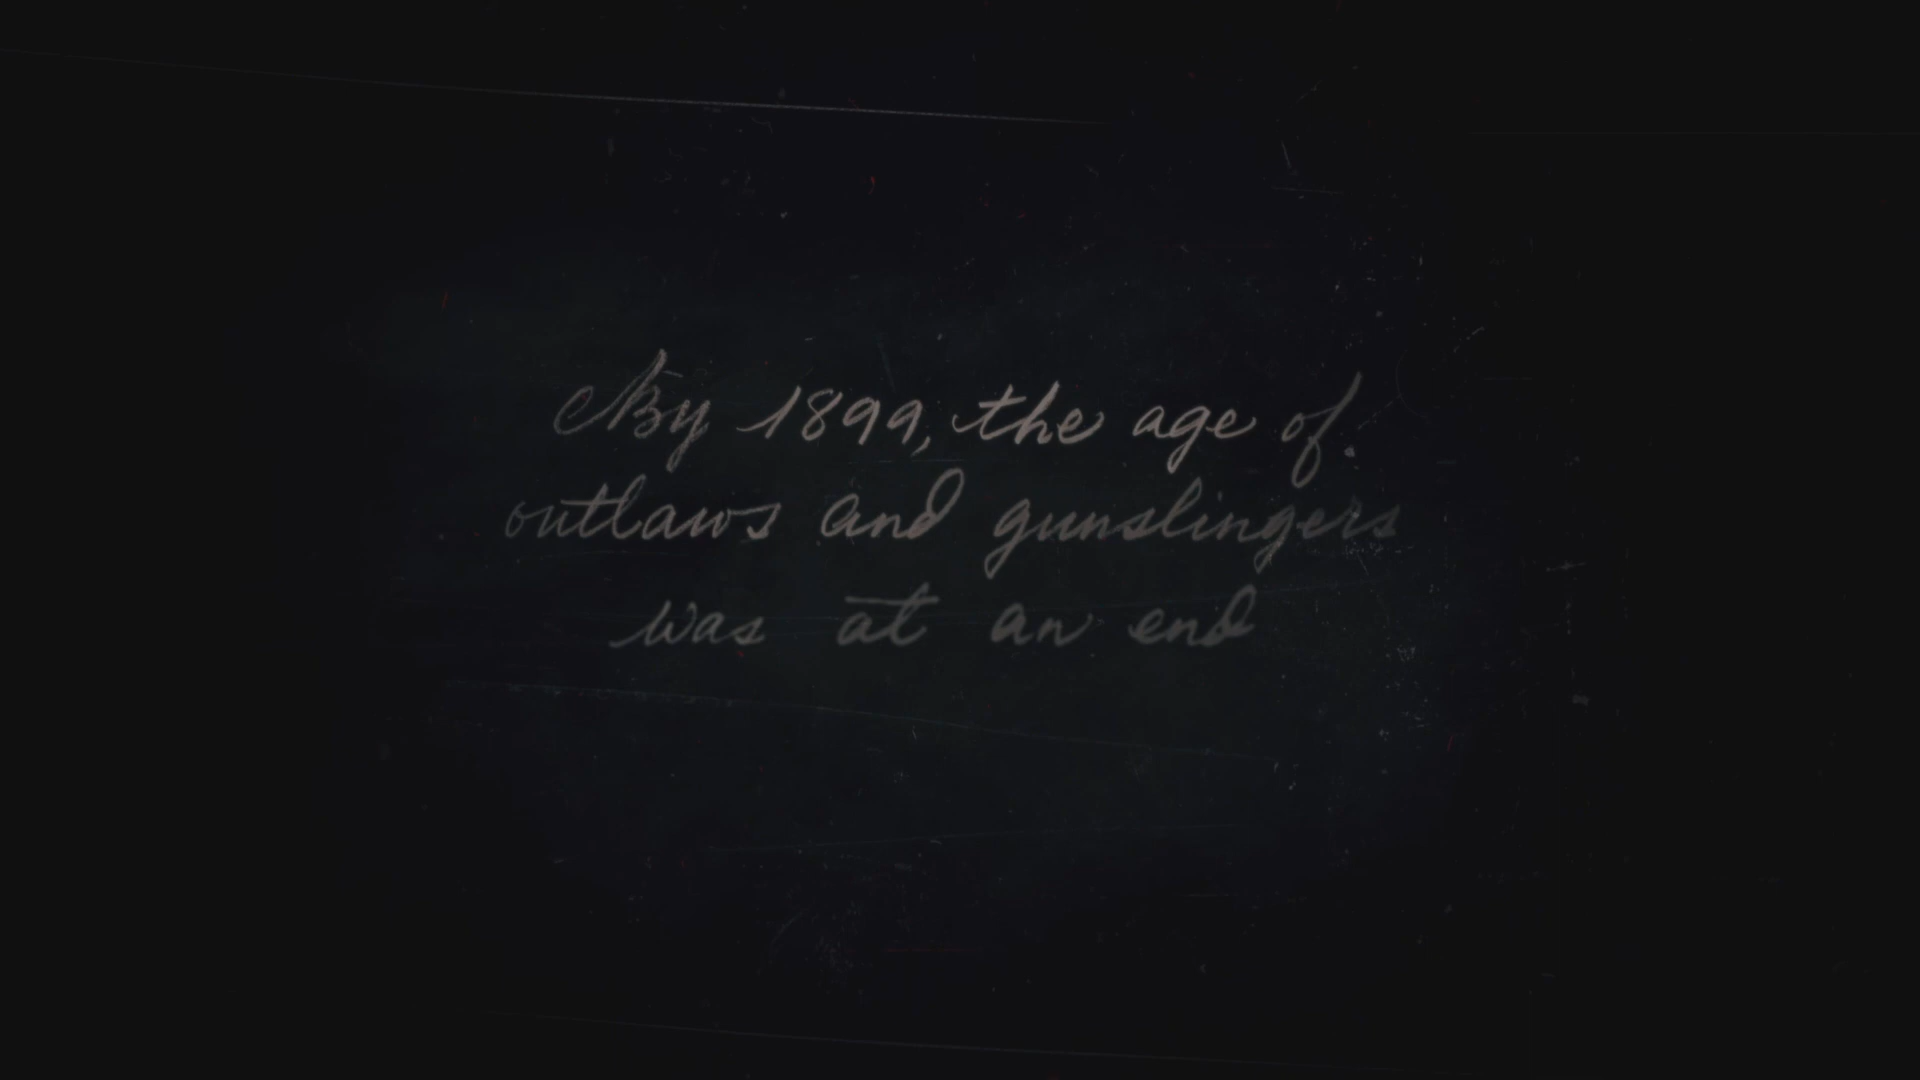 By 1899, the age of
outlaws and gunslingers
was at an end